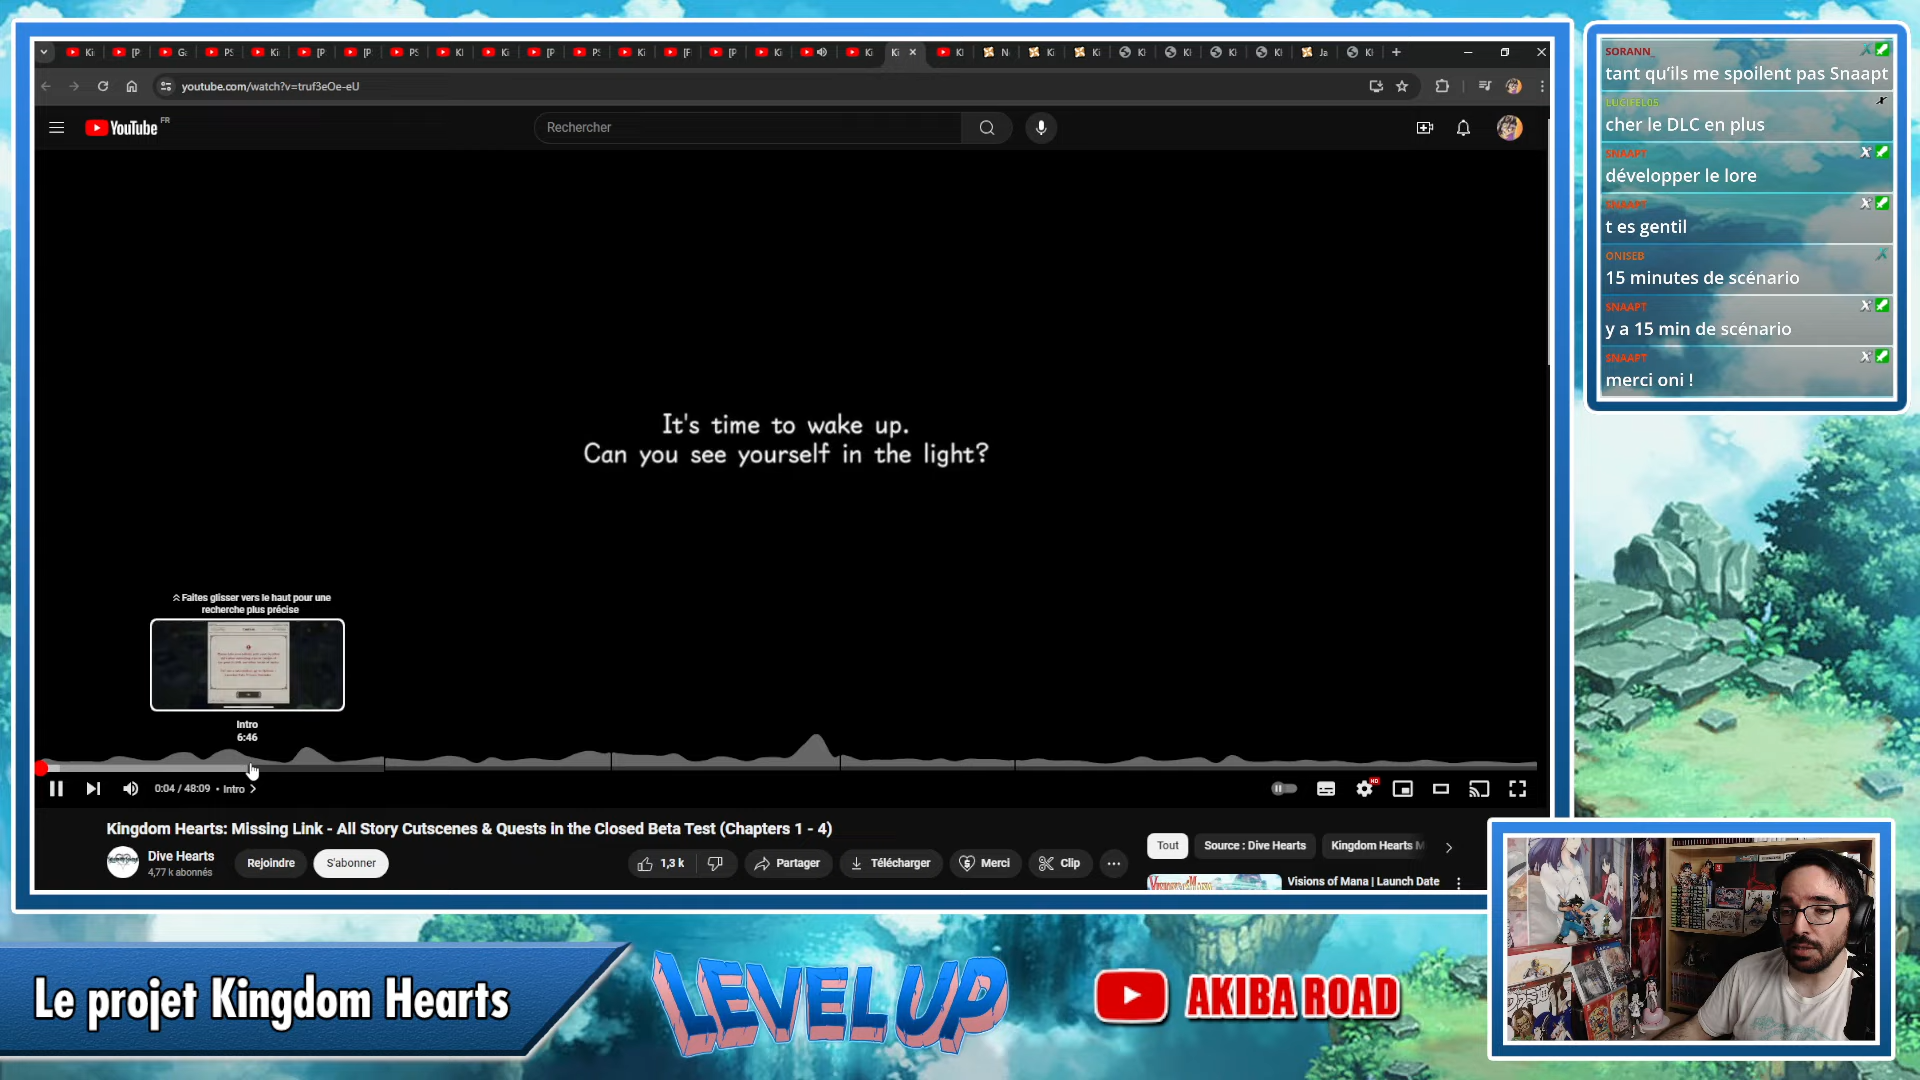 youtube.com/watch?v=truf3eOe-eU
YouTube FR
Rechercher
It's time to wake up.
Can you see yourself in the light?
Faites glisser vers le haut pour une
recherche plus précise
Intro
6:46
0:04 / 48:09 • Intro
Kingdom Hearts: Missing Link - All Story Cutscenes & Quests in the Closed Beta Test (Chapters 1 - 4)
Dive Hearts
4,77 k abonnés
Rejoindre
S'abonner
1,3 k
Partager
Télécharger
Merci
Clip
Tout
Source : Dive Hearts
Kingdom Hearts M
Visions of Mana | Launch Date
SORANN_
tant qu'ils me spoilent pas Snaapt
LUCIFEL05
cher le DLC en plus
SNAAPT
développer le lore
SNAAPT
t es gentil
ONISEB
15 minutes de scénario
SNAAPT
y a 15 min de scénario
SNAAPT
merci oni !
Le projet Kingdom Hearts
LEVEL UP
AKIBA ROAD